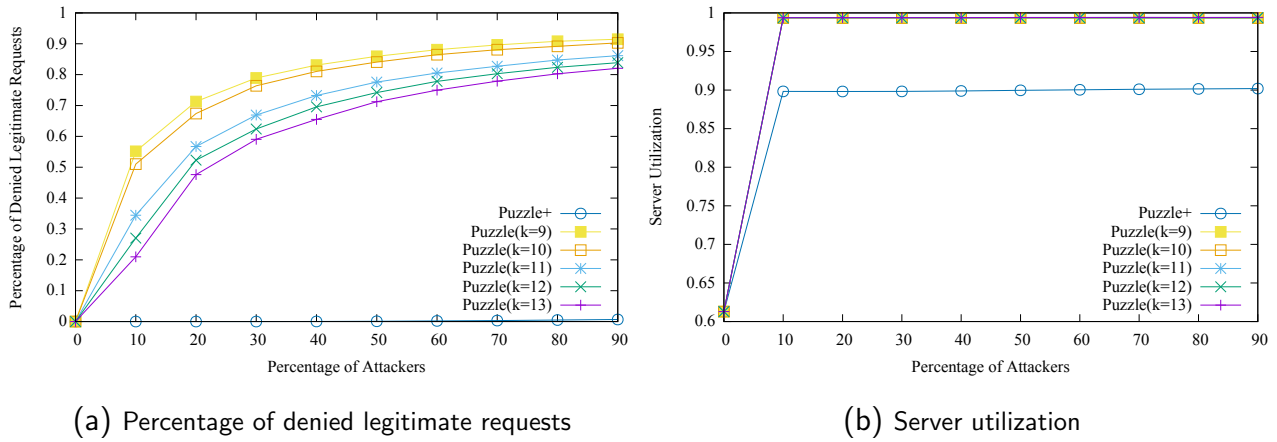 1
0.9
0.8
0.7
0.6
0.5
0.4
0.3
0.2
0.1
0
Percentage of Denied Legitimate Requests
Puzzle+
Puzzle(k=9)
Puzzle(k=10)
Puzzle(k=11)
Puzzle(k=12)
Puzzle(k=13)
0 10 20 30 40 50 60 70 80 90
Percentage of Attackers
(a) Percentage of denied legitimate requests
1
0.95
0.9
0.85
0.8
0.75
0.7
0.65
0.6
Server Utilization
Puzzle+
Puzzle(k=9)
Puzzle(k=10)
Puzzle(k=11)
Puzzle(k=12)
Puzzle(k=13)
0 10 20 30 40 50 60 70 80 90
Percentage of Attackers
(b) Server utilization